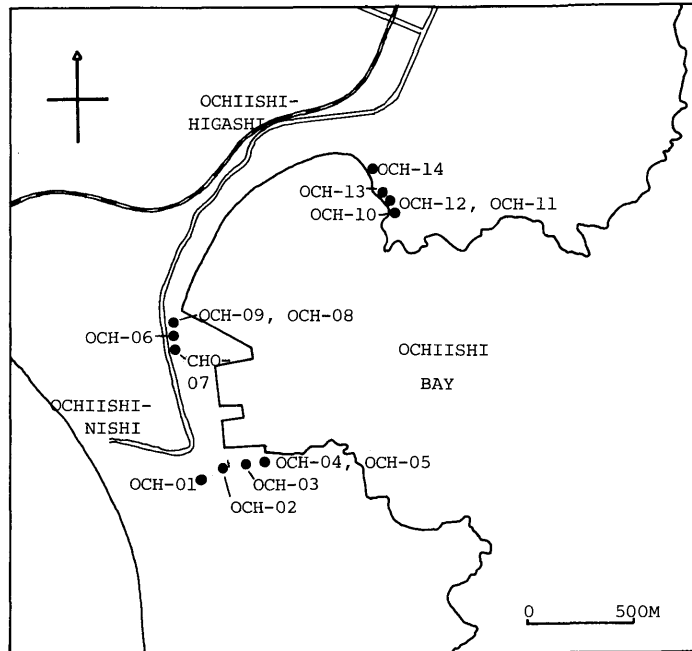 OCHIISHI-
HIGASHI
OCH-14
OCH-13
OCH-12, OCH-11
OCH-10
OCH-09, OCH-08
OCH-06
CHO-
07
OCHIISHI
BAY
OCHIISHI-
NISHI
OCH-04, OCH-05
OCH-01
OCH-03
OCH-02
0 500M